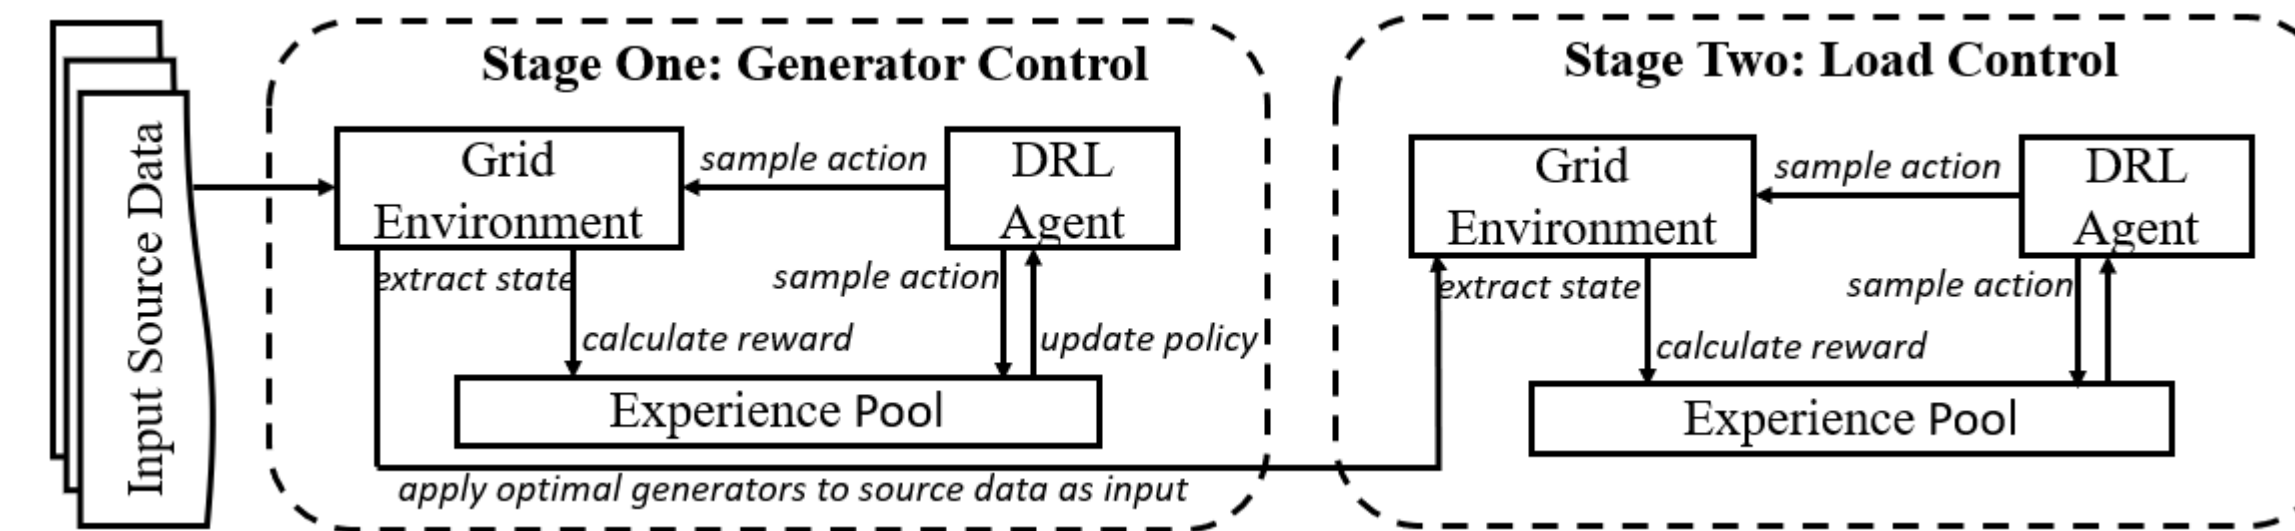 Input Source Data
Stage One: Generator Control
Grid
Environment
sample action
DRL
Agent
extract state
calculate reward
sample action
update policy
Experience Pool
apply optimal generators to source data as input
Stage Two: Load Control
Grid
Environment
sample action
DRL
Agent
extract state
calculate reward
sample action
Experience Pool